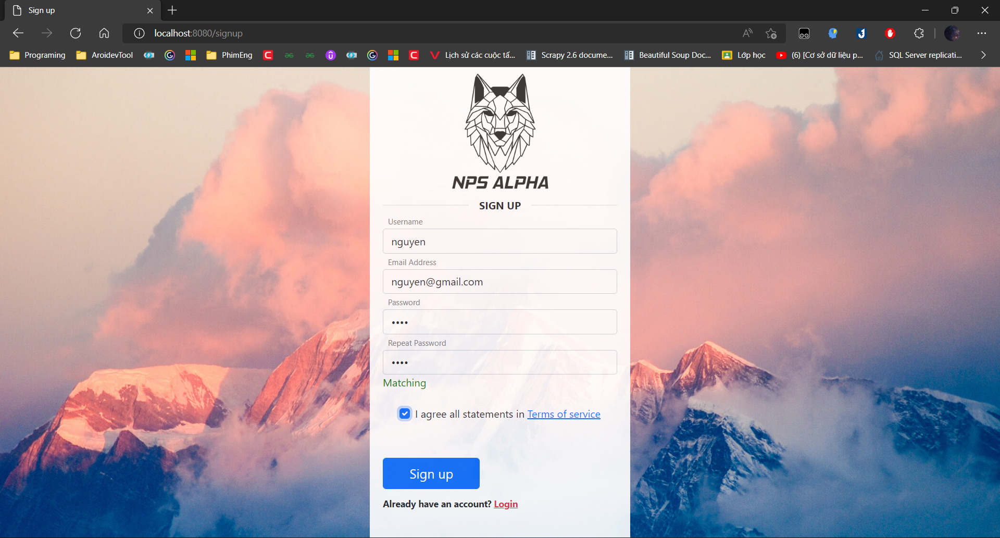 Sign up
localhost:8080/signup
Programing AroidevTool PhimEng Lịch sử các cuộc tấ... Scrapy 2.6 docume... Beautiful Soup Doc... Lớp học (6) [Cơ sở dữ liệu p... SQL Server replicati...
NPS ALPHA
SIGN UP
Username
nguyen
Email Address
nguyen@gmail.com
Password
••••
Repeat Password
••••
Matching
I agree all statements in Terms of service
Sign up
Already have an account? Login